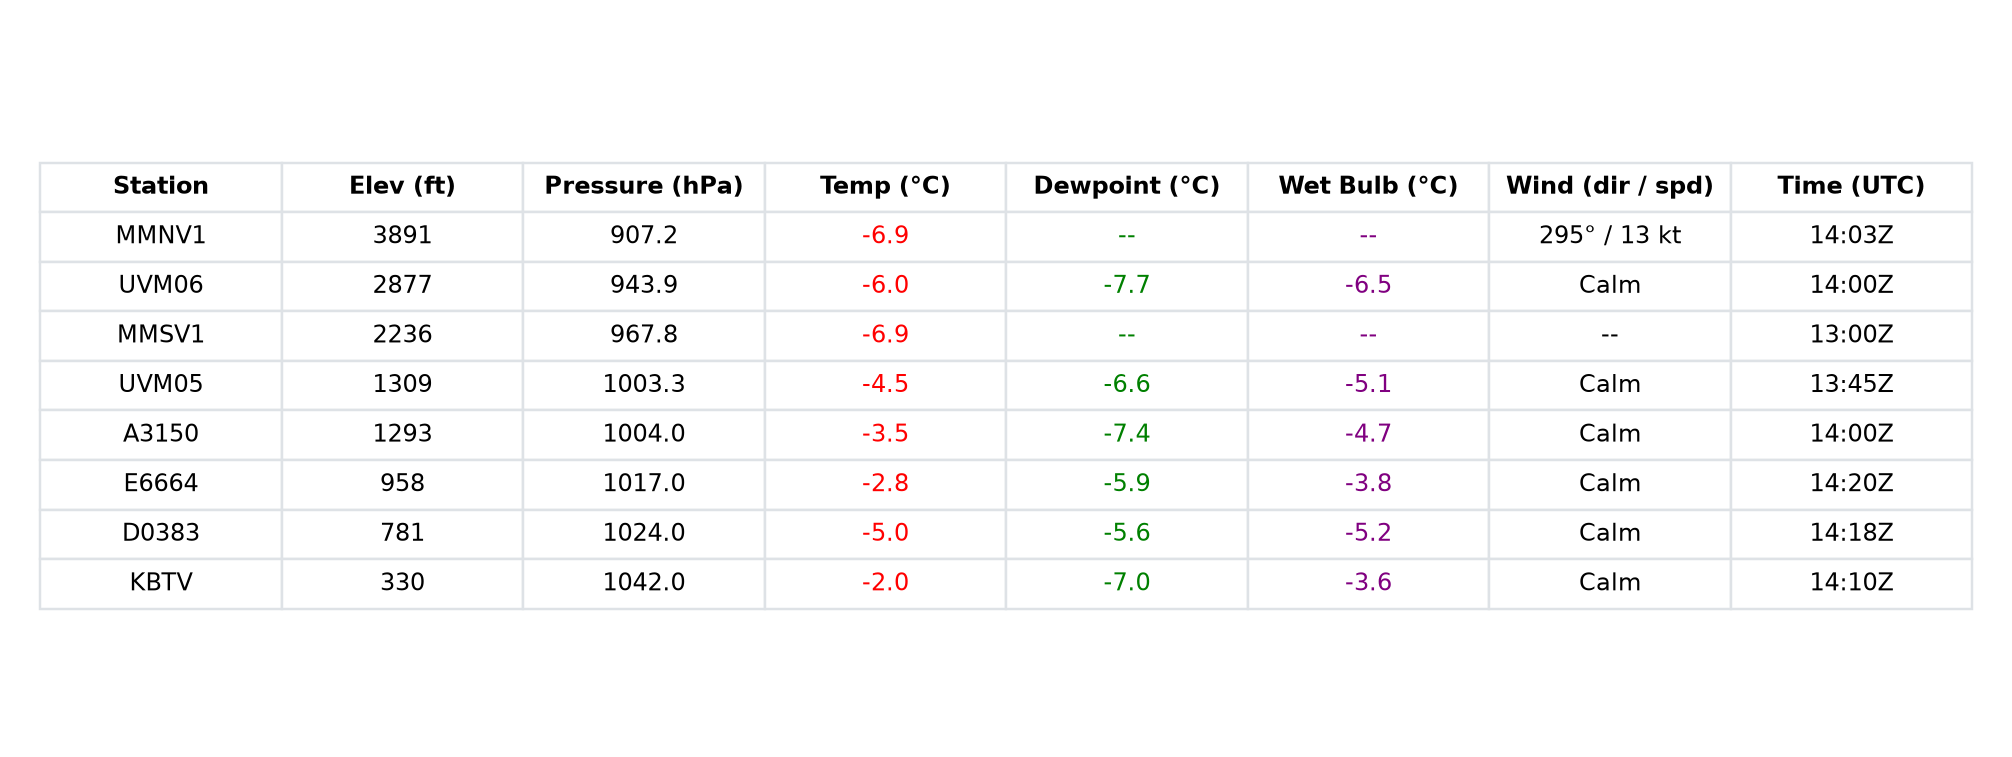 Station Elev (ft) Pressure (hPa) Temp (°C) Dewpoint (°C) Wet Bulb (°C) Wind (dir / spd) Time (UTC)
MMNV1 3891 907.2 -6.9 -- -- 295° / 13 kt 14:03Z
UVM06 2877 943.9 -6.0 -7.7 -6.5 Calm 14:00Z
MMSV1 2236 967.8 -6.9 -- -- -- 13:00Z
UVM05 1309 1003.3 -4.5 -6.6 -5.1 Calm 13:45Z
A3150 1293 1004.0 -3.5 -7.4 -4.7 Calm 14:00Z
E6664 958 1017.0 -2.8 -5.9 -3.8 Calm 14:20Z
D0383 781 1024.0 -5.0 -5.6 -5.2 Calm 14:18Z
KBTV 330 1042.0 -2.0 -7.0 -3.6 Calm 14:10Z